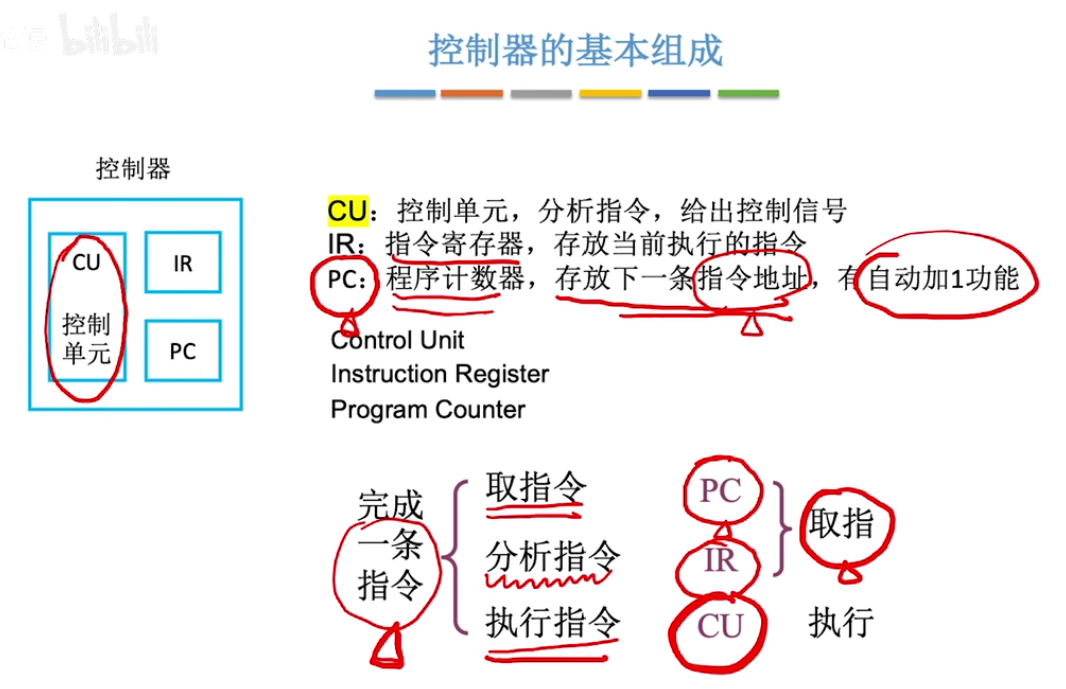 bilibili
控制器的基本组成
控制器
CU
控制
单元
IR
PC
CU：控制单元，分析指令，给出控制信号
IR：指令寄存器，存放当前执行的指令
PC：程序计数器，存放下一条指令地址，有自动加1功能
Control Unit
Instruction Register
Program Counter
完成
一条
指令
取指令
分析指令
执行指令
PC
IR
CU
取指
执行